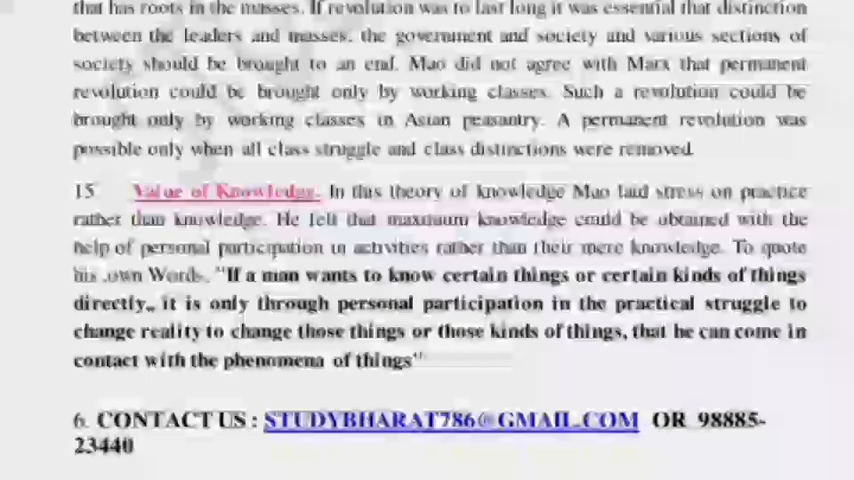 that has roots in the masses. If revolution was to last long it was essential that distinction
between the leaders and masses, the government and society and various sections of
society should be brought to an end. Mao did not agree with Marx that permanent
revolution could be brought only by working classes. Such a revolution could be
brought only by working classes in Asian peasantry. A permanent revolution was
possible only when all class struggle and class distinctions were removed.
15 Value of Knowledge. In this theory of knowledge Mao laid stress on practice
rather than knowledge. He felt that maximum knowledge could be obtained with the
help of personal participation in activities rather than their mere knowledge. To quote
his .own Words, "If a man wants to know certain things or certain kinds of things
directly,, it is only through personal participation in the practical struggle to
change reality to change those things or those kinds of things, that he can come in
contact with the phenomena of things"
6. CONTACT US : STUDYBHARAT786@GMAIL.COM OR 98885-
23440